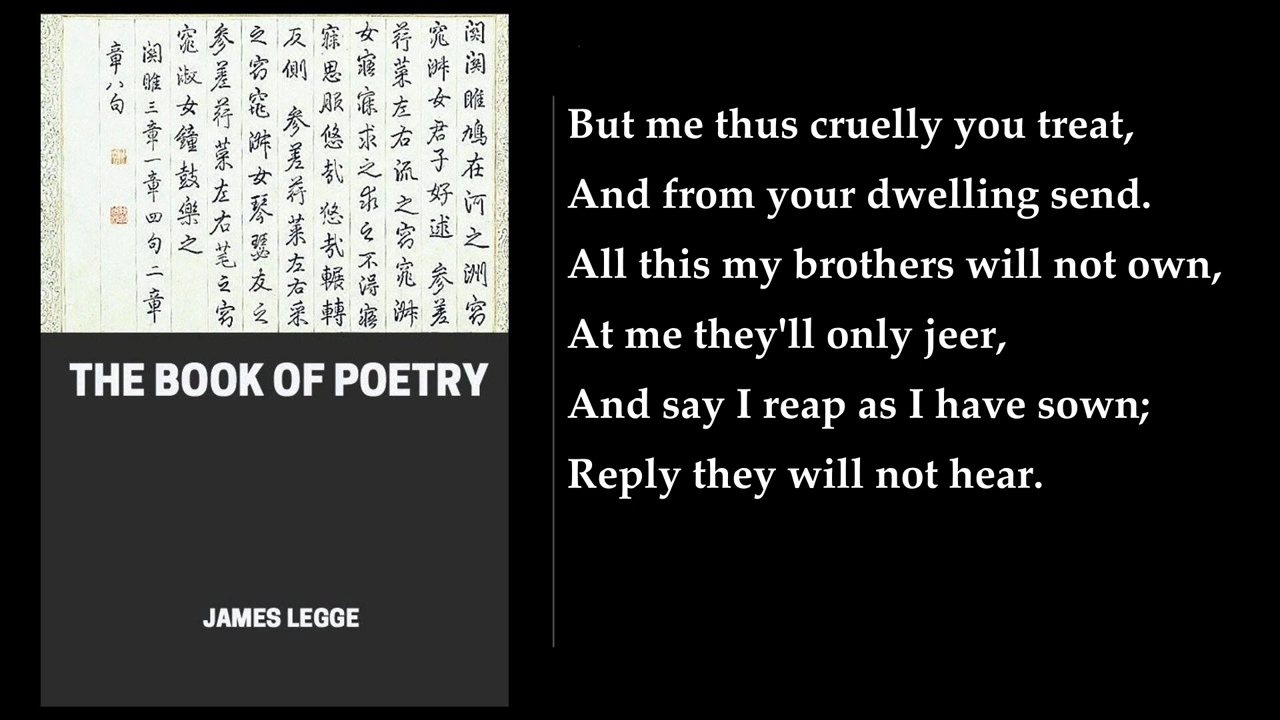 関関雎鳩在河之洲窈
窕淑女君子好逑 參差
荇菜左右流之窈窕淑
女寤寐求之求之不得寤
寐思服悠哉悠哉輾轉
反側 參差荇菜左右采
之窈窕淑女琴瑟友之
參差荇菜左右芼之窈
窕淑女鐘鼓樂之
関雎三章一章四句二章
章八句
THE BOOK OF POETRY
JAMES LEGGE
But me thus cruelly you treat,
And from your dwelling send.
All this my brothers will not own,
At me they'll only jeer,
And say I reap as I have sown;
Reply they will not hear.